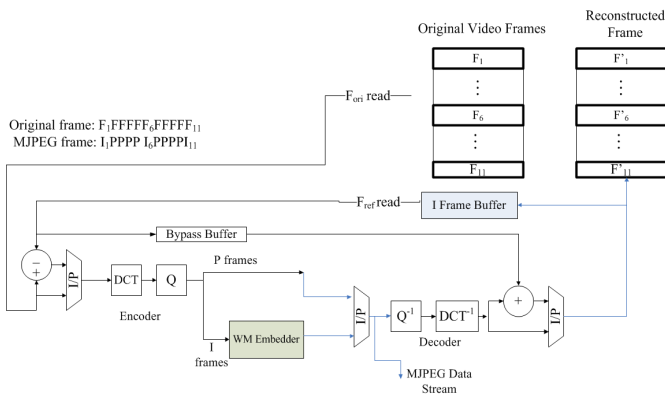 Original Video Frames
Reconstructed
Frame
F1
F'1
Fori read
F6
F'6
Original frame: F1FFFFF6FFFFF11
MJPEG frame: I1PPPP I6PPPPI11
F11
F'11
Fref read
I Frame Buffer
Bypass Buffer
−
+
I/P
DCT
Q
P frames
Encoder
I
frames
WM Embedder
I/P
Q-1
DCT-1
Decoder
+
I/P
MJPEG Data
Stream